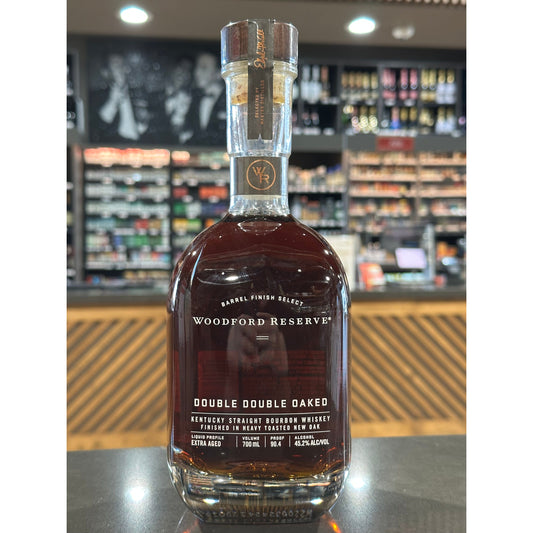 WR
BARREL FINISH SELECT
WOODFORD RESERVE®
DOUBLE DOUBLE OAKED
KENTUCKY STRAIGHT BOURBON WHISKEY
FINISHED IN HEAVY TOASTED NEW OAK
LIQUID PROFILE VOLUME PROOF ALCOHOL
EXTRA AGED 700 mL 90.4 45.2% ALC/VOL